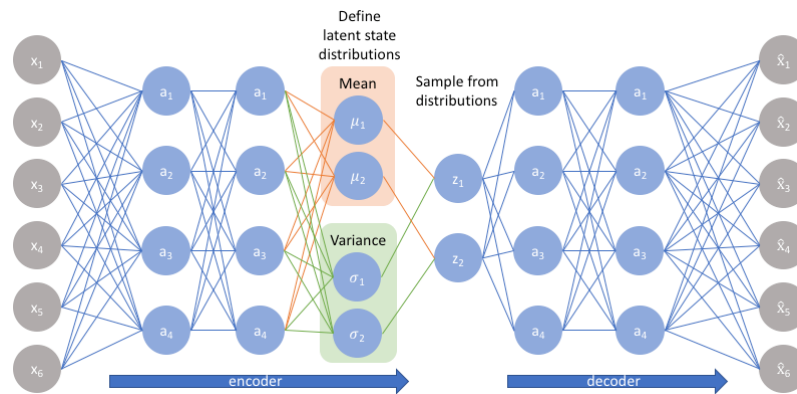 Define
latent state
distributions
Mean
Sample from
distributions
Variance
x₁
x₂
x₃
x₄
x₅
x₆
a₁
a₂
a₃
a₄
a₁
a₂
a₃
a₄
μ₁
μ₂
σ₁
σ₂
z₁
z₂
a₁
a₂
a₃
a₄
a₁
a₂
a₃
a₄
x̂₁
x̂₂
x̂₃
x̂₄
x̂₅
x̂₆
encoder
decoder